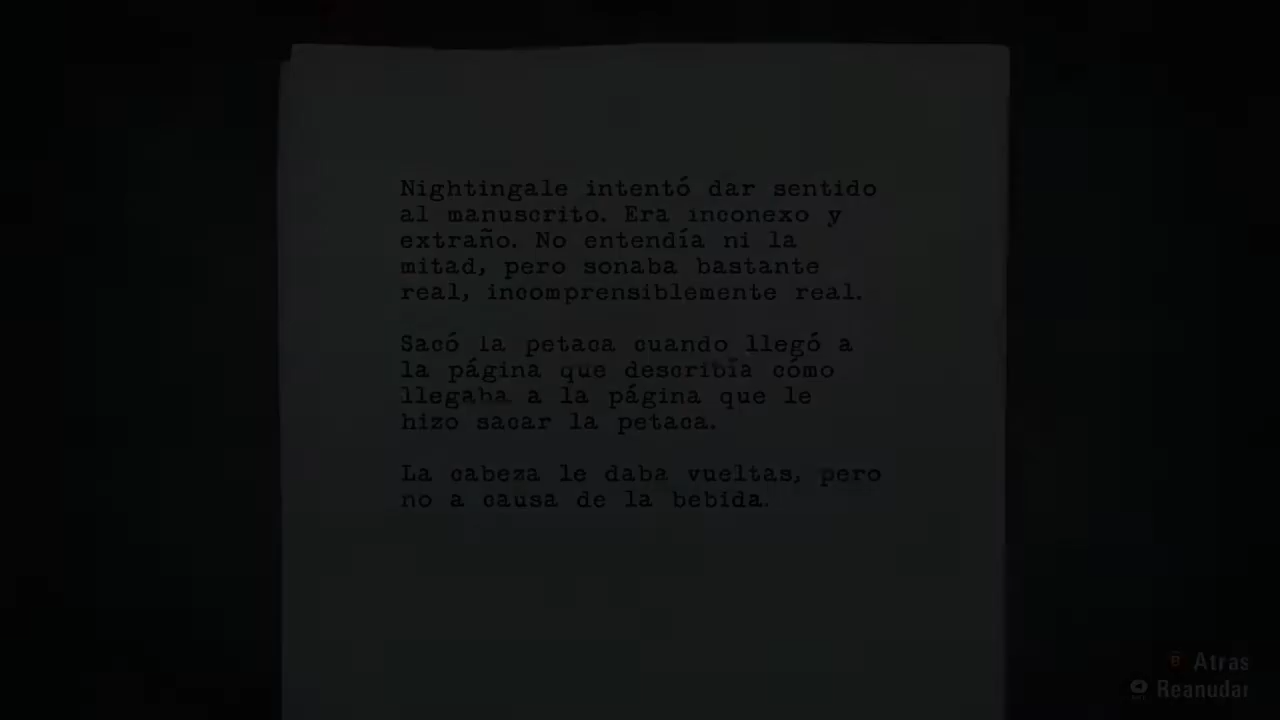 Nightingale intentó dar sentido
al manuscrito. Era inconexo y
extraño. No entendía ni la
mitad, pero sonaba bastante
real, incomprensiblemente real.
Sacó la petaca cuando llegó a
la página que describía cómo
llegaba a la página que le
hizo sacar la petaca.
La cabeza le daba vueltas, pero
no a causa de la bebida.
B Atras
Reanudar